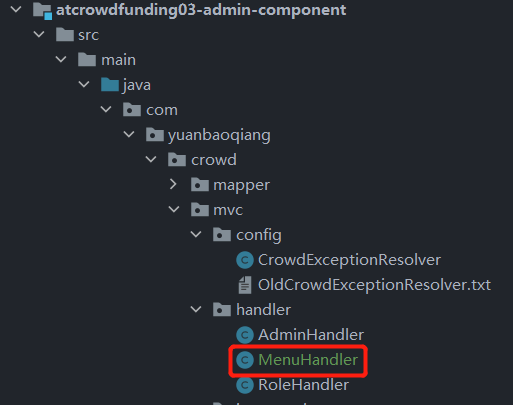 atcrowdfunding03-admin-component
src
main
java
com
yuanbaoqiang
crowd
mapper
mvc
config
CrowdExceptionResolver
OldCrowdExceptionResolver.txt
handler
AdminHandler
MenuHandler
RoleHandler